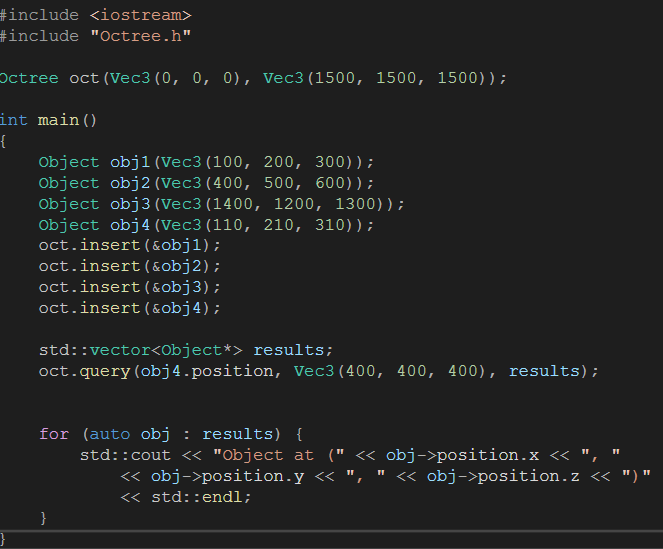 #include <iostream>
#include "Octree.h"
Octree oct(Vec3(0, 0, 0), Vec3(1500, 1500, 1500));
int main()
{
Object obj1(Vec3(100, 200, 300));
Object obj2(Vec3(400, 500, 600));
Object obj3(Vec3(1400, 1200, 1300));
Object obj4(Vec3(110, 210, 310));
oct.insert(&obj1);
oct.insert(&obj2);
oct.insert(&obj3);
oct.insert(&obj4);
std::vector<Object*> results;
oct.query(obj4.position, Vec3(400, 400, 400), results);
for (auto obj : results) {
std::cout << "Object at (" << obj->position.x << ", "
<< obj->position.y << ", " << obj->position.z << ")"
<< std::endl;
}
}